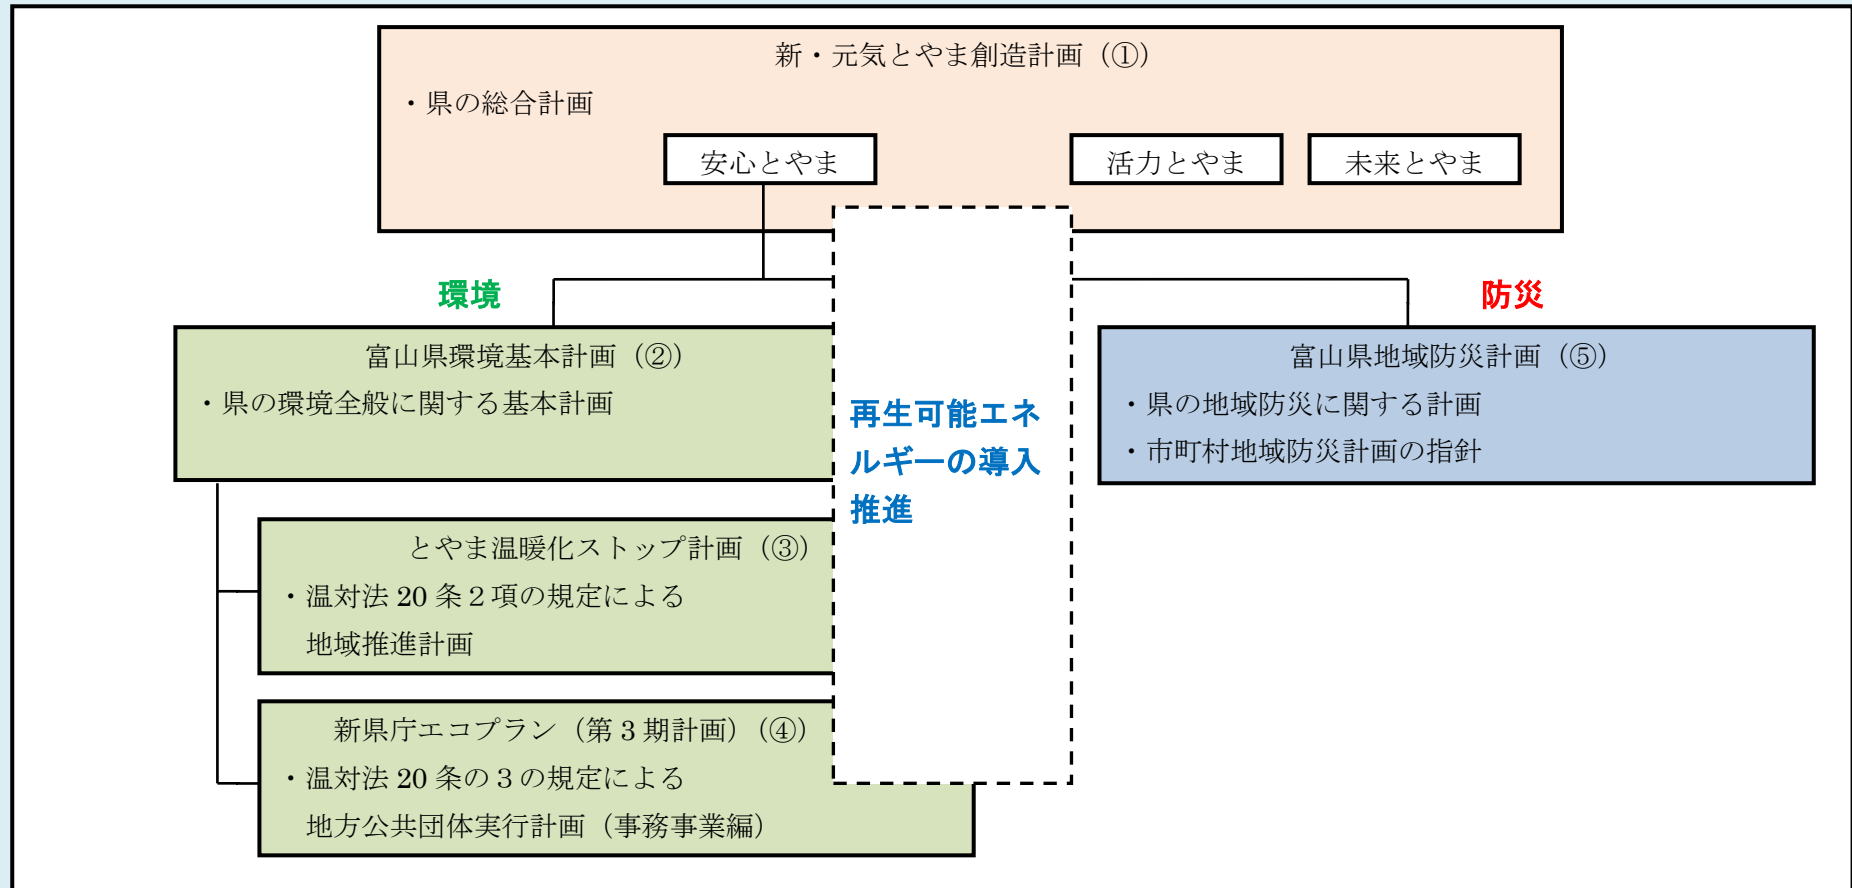 新・元気とやま創造計画（①）
・県の総合計画
安心とやま
活力とやま
未来とやま
環境
防災
富山県環境基本計画（②）
・県の環境全般に関する基本計画
再生可能エネ
ルギーの導入
推進
富山県地域防災計画（⑤）
・県の地域防災に関する計画
・市町村地域防災計画の指針
とやま温暖化ストップ計画（③）
・温対法 20 条２項の規定による
地域推進計画
新県庁エコプラン（第３期計画）（④）
・温対法 20 条の３の規定による
地方公共団体実行計画（事務事業編）